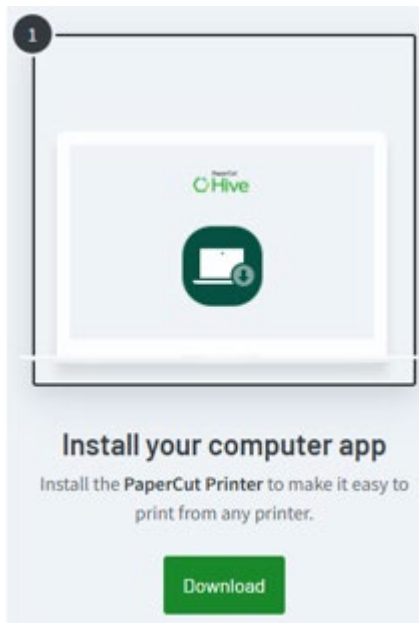 1
PaperCut
Hive
Install your computer app
Install the PaperCut Printer to make it easy to
print from any printer.
Download